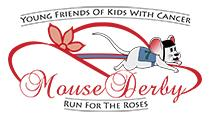 YOUNG FRIENDS OF KIDS WITH CANCER
Mouse Derby
RUN FOR THE ROSES